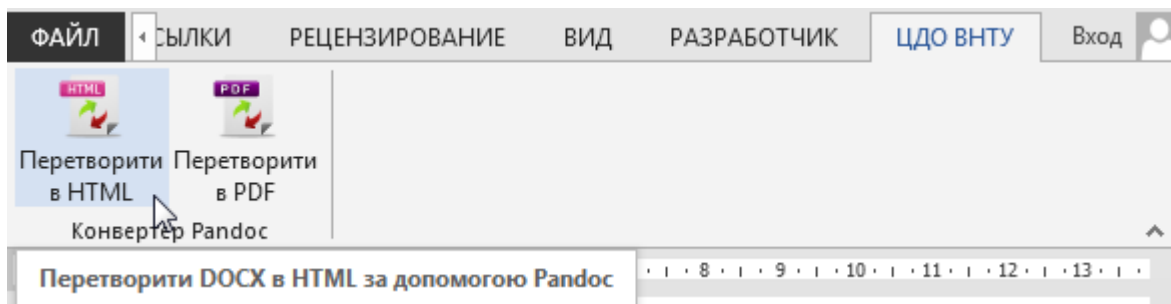 ФАЙЛ СЫЛКИ РЕЦЕНЗИРОВАНИЕ ВИД РАЗРАБОТЧИК ЦДО ВНТУ Вход
HTML PDF
Перетворити Перетворити
в HTML в PDF
Конвертер Pandoc
Перетворити DOCX в HTML за допомогою Pandoc
8 9 10 11 12 13